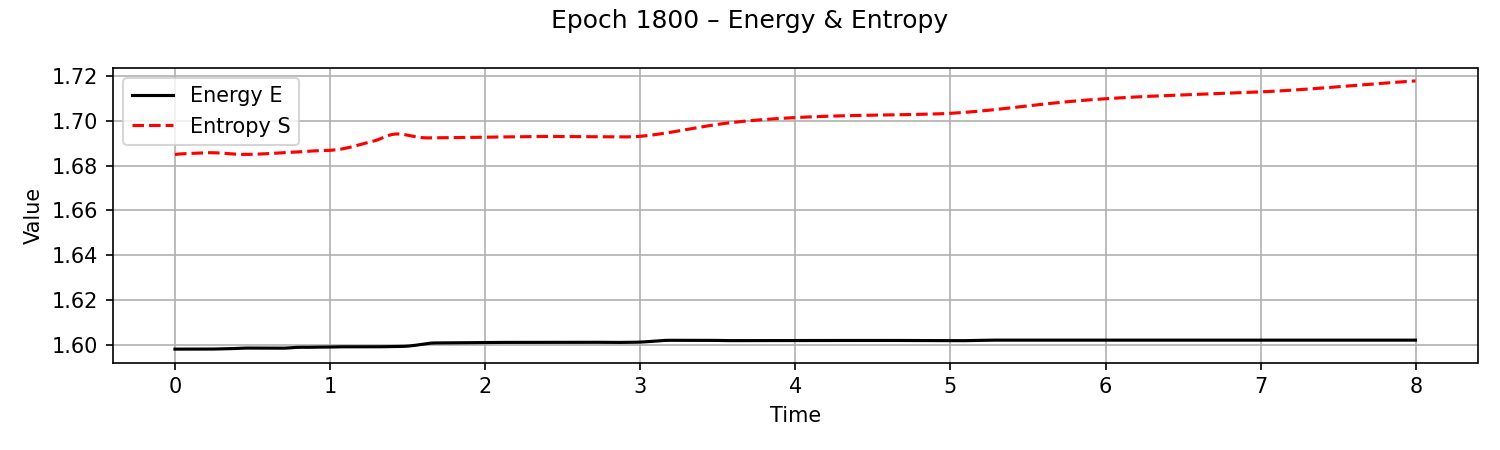 Epoch 1800 – Energy & Entropy
Value
1.72
1.70
1.68
1.66
1.64
1.62
1.60
Energy E
Entropy S
0 1 2 3 4 5 6 7 8
Time